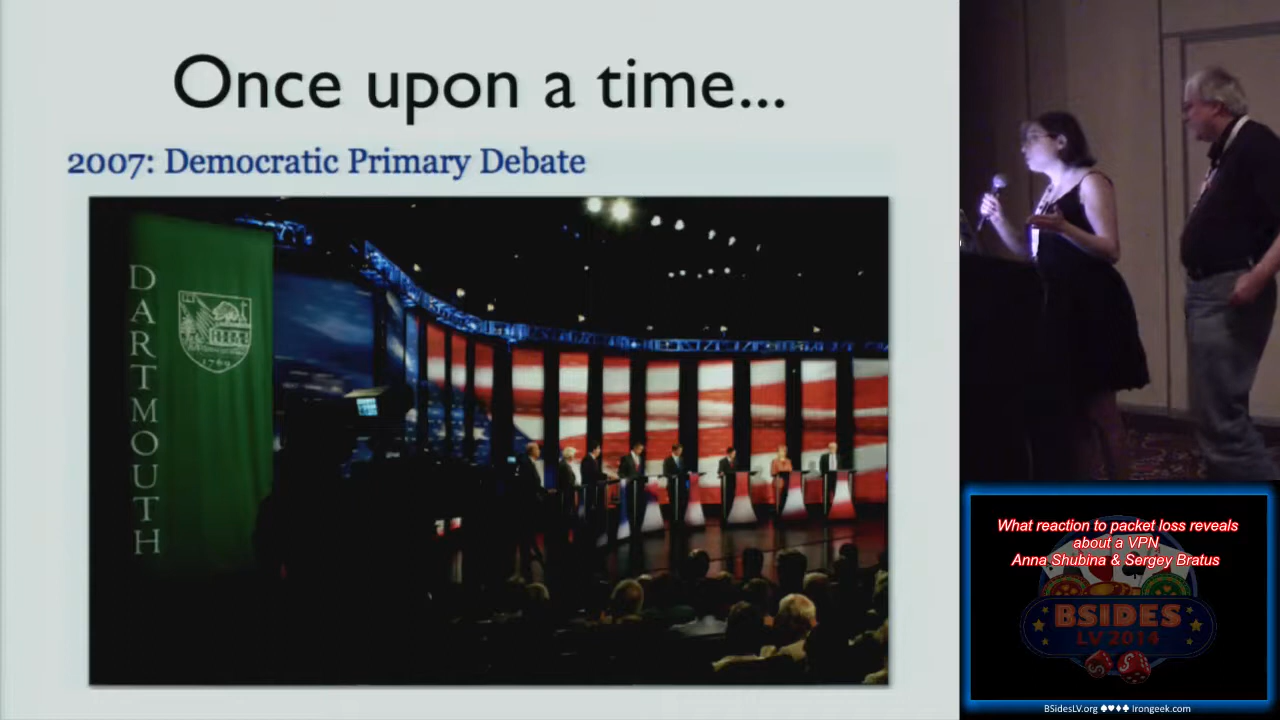 Once upon a time...
2007: Democratic Primary Debate
DARTMOUTH
1769
What reaction to packet loss reveals
about a VPN
Anna Shubina & Sergey Bratus
BSIDES
LV 2014
BSidesLV.org ♠♥♦♣ Irongeek.com